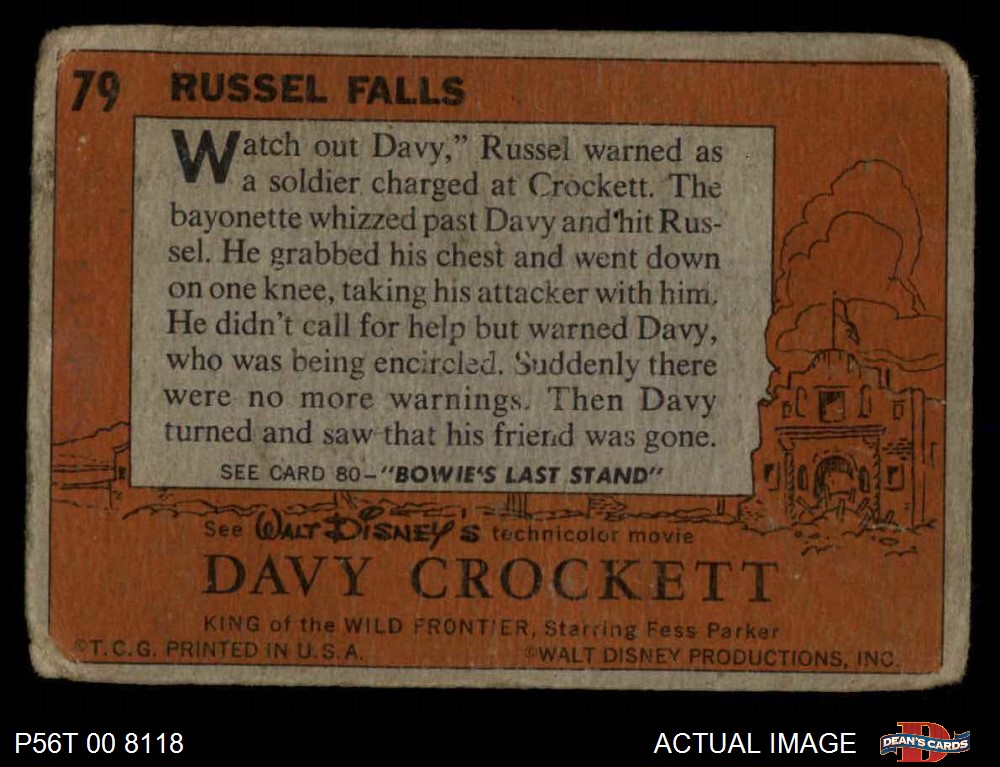 79 RUSSEL FALLS
Watch out Davy,” Russel warned as
a soldier charged at Crockett. The
bayonette whizzed past Davy and hit Rus-
sel. He grabbed his chest and went down
on one knee, taking his attacker with him.
He didn’t call for help but warned Davy,
who was being encircled. Suddenly there
were no more warnings. Then Davy
turned and saw that his friend was gone.
SEE CARD 80–"BOWIE'S LAST STAND"
See WALT DISNEY'S technicolor movie
DAVY CROCKETT
KING of the WILD FRONTIER, Starring Fess Parker
©T.C.G. PRINTED IN U.S.A. ©WALT DISNEY PRODUCTIONS, INC.
P56T 00 8118 ACTUAL IMAGE DEAN'S CARDS